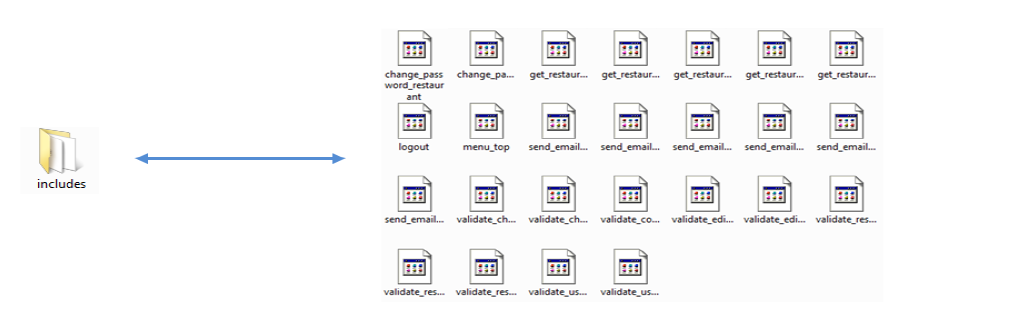 change_pass
word_restaur
ant
change_pa...
get_restaur...
get_restaur...
get_restaur...
get_restaur...
get_restaur...
logout
menu_top
send_email...
send_email...
send_email...
send_email...
send_email...
includes
send_email...
validate_ch...
validate_ch...
validate_co...
validate_edi...
validate_edi...
validate_res...
validate_res...
validate_res...
validate_us...
validate_us...